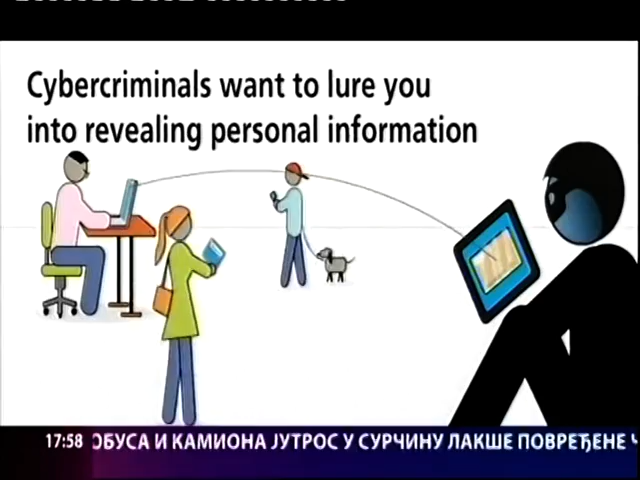 Cybercriminals want to lure you
into revealing personal information
17:58 ОБУСА И КАМИОНА ЈУТРОС У СУРЧИНУ ЛАКШЕ ПОВРЕЂЕНЕ Ч